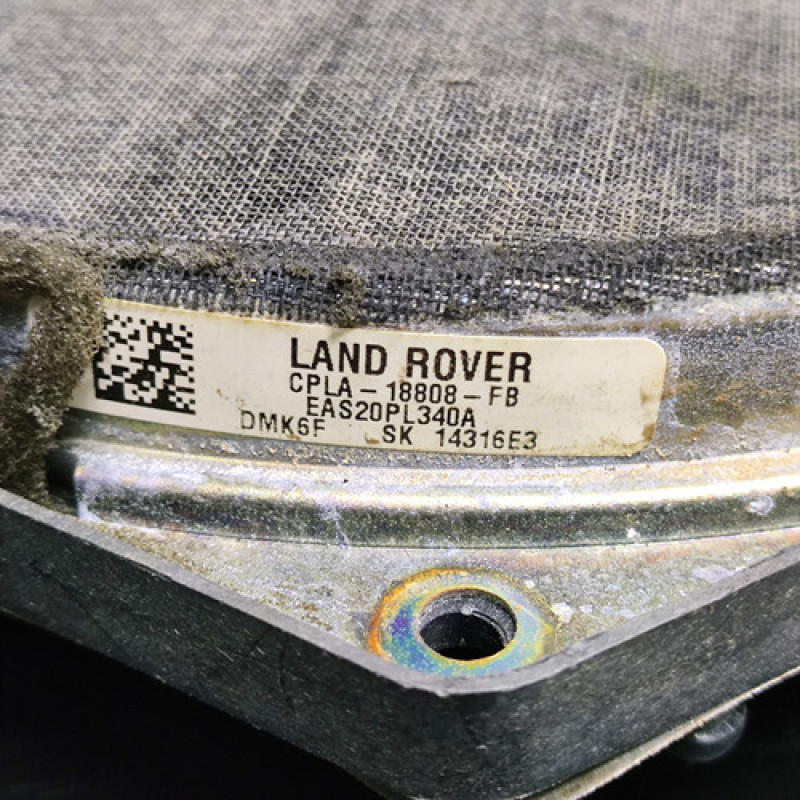 LAND ROVER
CPLA-18808-FB
EAS20PL340A
DMK6F SK 14316E3